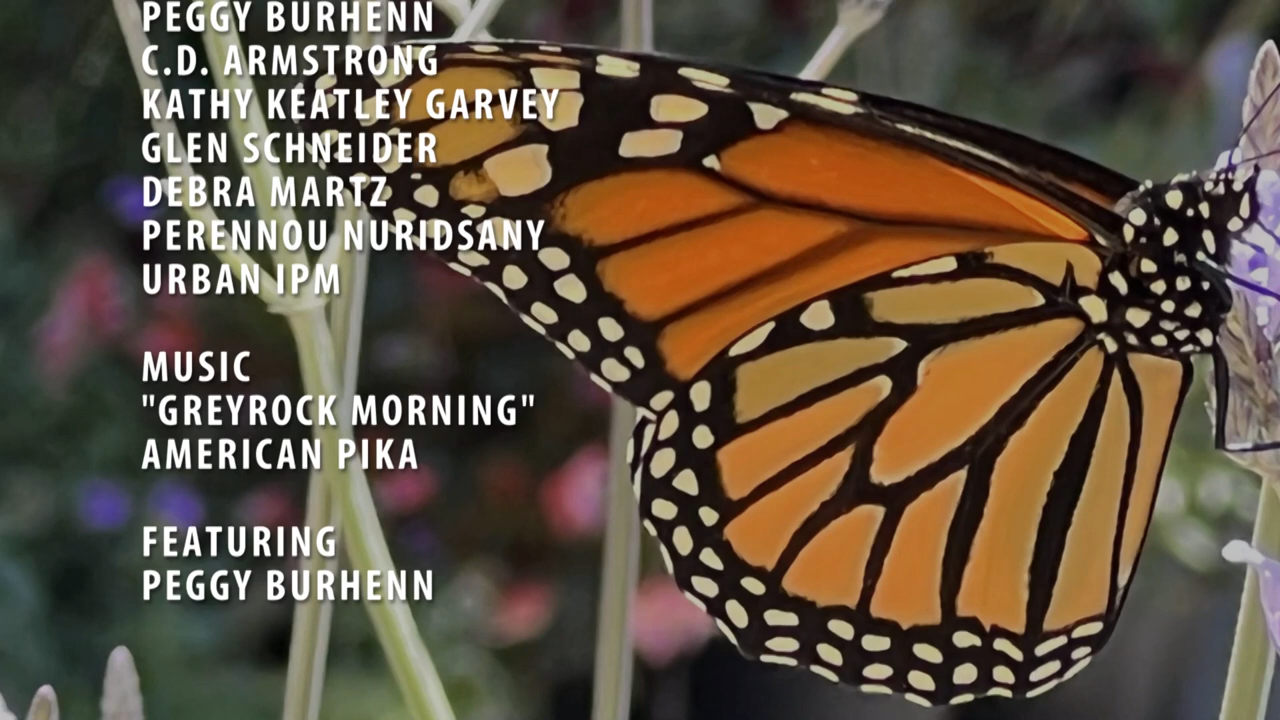 PEGGY BURHENN
C.D. ARMSTRONG
KATHY KEATLEY GARVEY
GLEN SCHNEIDER
DEBRA MARTZ
PERENNOU NURIDSANY
URBAN IPM
MUSIC
"GREYROCK MORNING"
AMERICAN PIKA
FEATURING
PEGGY BURHENN